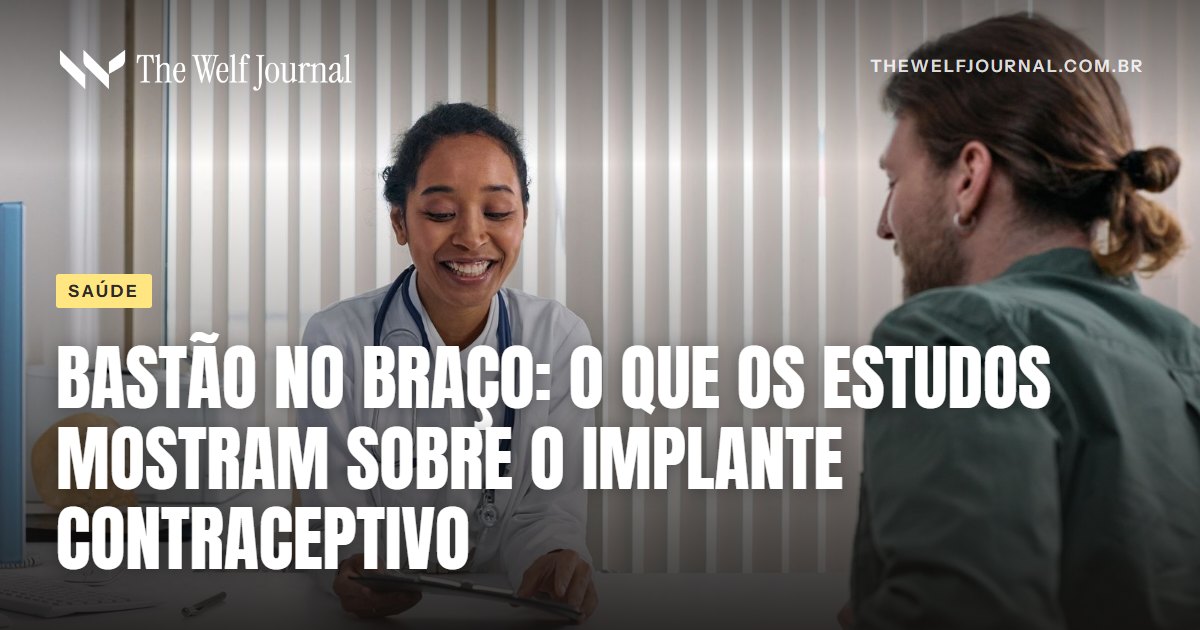 The Welf Journal
THEWELFJOURNAL.COM.BR
SAÚDE
BASTÃO NO BRAÇO: O QUE OS ESTUDOS
MOSTRAM SOBRE O IMPLANTE
CONTRACEPTIVO